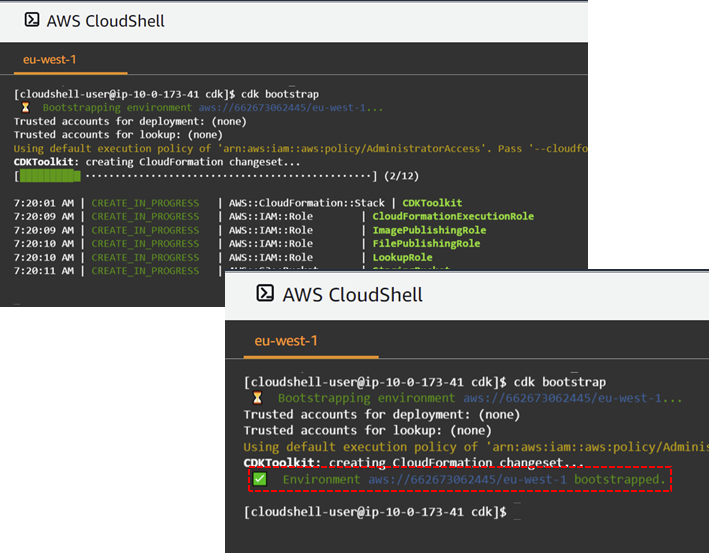 AWS CloudShell
eu-west-1
[cloudshell-user@ip-10-0-173-41 cdk]$ cdk bootstrap
⏳ Bootstrapping environment aws://662673062445/eu-west-1...
Trusted accounts for deployment: (none)
Trusted accounts for lookup: (none)
Using default execution policy of 'arn:aws:iam::aws:policy/AdministratorAccess'. Pass '--cloudfo
CDKToolkit: creating CloudFormation changeset...
[█████████·················································] (2/12)
7:20:01 AM | CREATE_IN_PROGRESS | AWS::CloudFormation::Stack | CDKToolkit
7:20:09 AM | CREATE_IN_PROGRESS | AWS::IAM::Role | CloudFormationExecutionRole
7:20:09 AM | CREATE_IN_PROGRESS | AWS::IAM::Role | ImagePublishingRole
7:20:10 AM | CREATE_IN_PROGRESS | AWS::IAM::Role | FilePublishingRole
7:20:10 AM | CREATE_IN_PROGRESS | AWS::IAM::Role | LookupRole
7:20:11 AM | CREATE_IN_PROGRESS
AWS CloudShell
eu-west-1
[cloudshell-user@ip-10-0-173-41 cdk]$ cdk bootstrap
⏳ Bootstrapping environment aws://662673062445/eu-west-1...
Trusted accounts for deployment: (none)
Trusted accounts for lookup: (none)
Using default execution policy of 'arn:aws:iam::aws:policy/Adminis
CDKToolkit: creating CloudFormation changeset...
✅ Environment aws://662673062445/eu-west-1 bootstrapped.
[cloudshell-user@ip-10-0-173-41 cdk]$ _